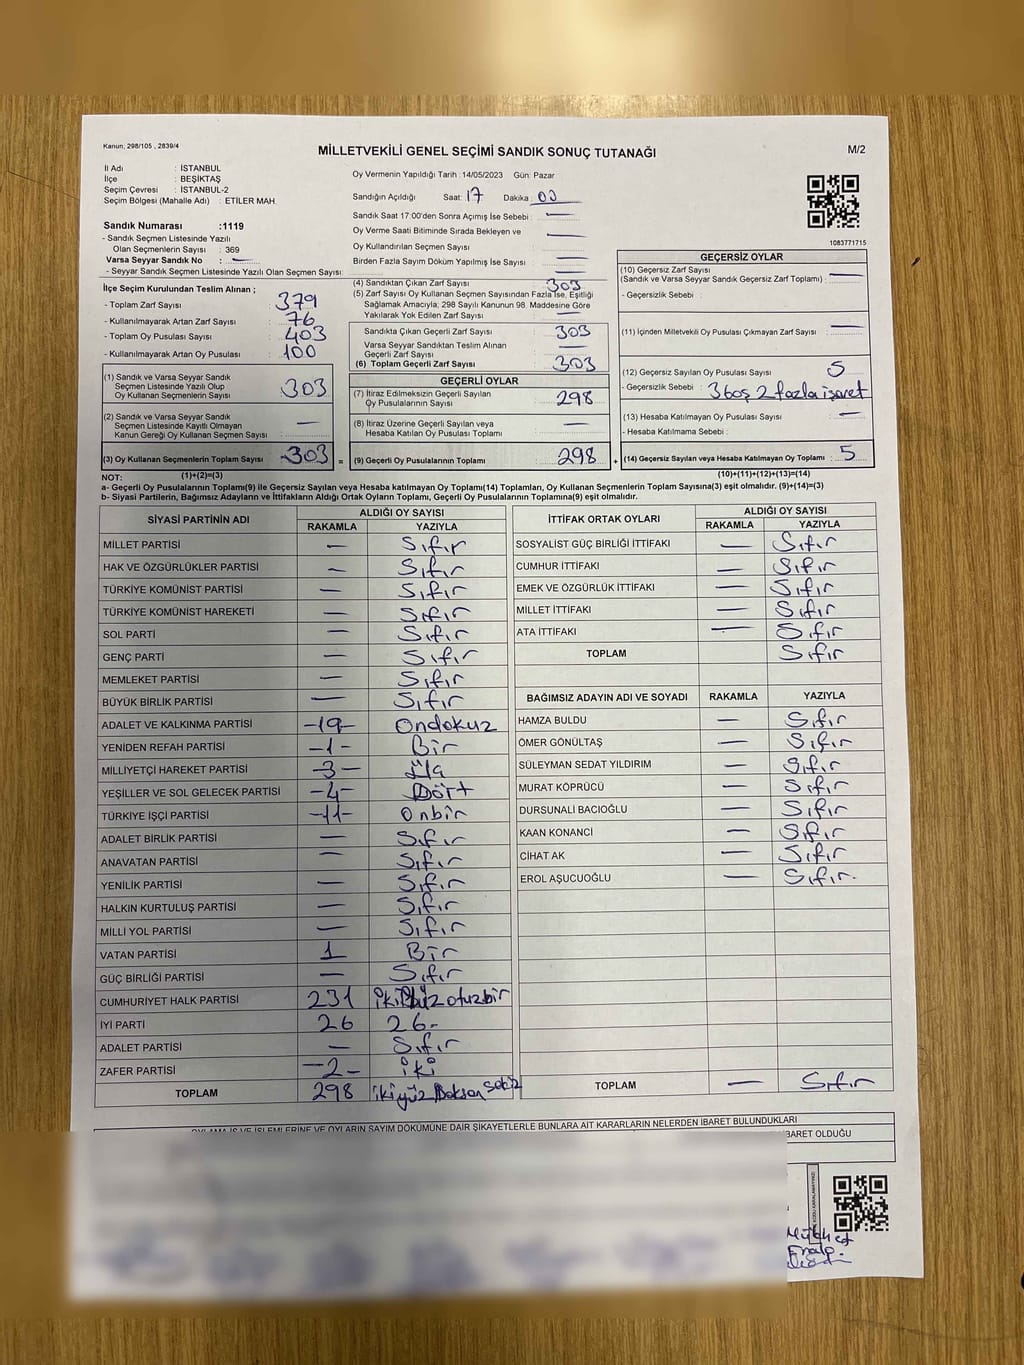 Kanun; 298/105 , 2839/4
MİLLETVEKİLİ GENEL SEÇİMİ SANDIK SONUÇ TUTANAĞI
M/2
İl Adı : İSTANBUL
İlçe : BEŞİKTAŞ
Seçim Çevresi : İSTANBUL-2
Seçim Bölgesi (Mahalle Adı) : ETİLER MAH.
Sandık Numarası :1119
- Sandık Seçmen Listesinde Yazılı
Olan Seçmenlerin Sayısı : 369
Varsa Seyyar Sandık No : —
- Seyyar Sandık Seçmen Listesinde Yazılı Olan Seçmen Sayısı:
Oy Vermenin Yapıldığı Tarih : 14/05/2023 Gün: Pazar
Sandığın Açıldığı Saat: 17 Dakika: 00
Sandık Saat 17:00'den Sonra Açımış İse Sebebi : —
Oy Verme Saati Bitiminde Sırada Bekleyen ve
Oy Kullandırılan Seçmen Sayısı : —
Birden Fazla Sayım Döküm Yapılmış İse Sayısı : —
1083771715
İlçe Seçim Kurulundan Teslim Alınan ;
- Toplam Zarf Sayısı : 379
- Kullanılmayarak Artan Zarf Sayısı : 76
- Toplam Oy Pusulası Sayısı : 403
- Kullanılmayarak Artan Oy Pusulası : 100
(1) Sandık ve Varsa Seyyar Sandık
Seçmen Listesinde Yazılı Olup
Oy Kullanan Seçmenlerin Sayısı : 303
(2) Sandık ve Varsa Seyyar Sandık
Seçmen Listesinde Kayıtlı Olmayan
Kanun Gereği Oy Kullanan Seçmen Sayısı : —
(3) Oy Kullanan Seçmenlerin Toplam Sayısı : 303
(4) Sandıktan Çıkan Zarf Sayısı : 303
(5) Zarf Sayısı Oy Kullanan Seçmen Sayısından Fazla İse, Eşitliği
Sağlamak Amacıyla; 298 Sayılı Kanunun 98. Maddesine Göre
Yakılarak Yok Edilen Zarf Sayısı : —
Sandıkta Çıkan Geçerli Zarf Sayısı : 303
Varsa Seyyar Sandıktan Teslim Alınan
Geçerli Zarf Sayısı : —
(6) Toplam Geçerli Zarf Sayısı : 303
GEÇERLİ OYLAR
(7) İtiraz Edilmeksizin Geçerli Sayılan
Oy Pusulalarının Sayısı : 298
(8) İtiraz Üzerine Geçerli Sayılan veya
Hesaba Katılan Oy Pusulası Toplamı : —
= (9) Geçerli Oy Pusulalarının Toplamı : 298
GEÇERSİZ OYLAR
(10) Geçersiz Zarf Sayısı
(Sandık ve Varsa Seyyar Sandık Geçersiz Zarf Toplamı) : —
- Geçersizlik Sebebi :
(11) İçinden Milletvekili Oy Pusulası Çıkmayan Zarf Sayısı : —
(12) Geçersiz Sayılan Oy Pusulası Sayısı : 5
- Geçersizlik Sebebi : 3 boş 2 fazla işaret
(13) Hesaba Katılmayan Oy Pusulası Sayısı : —
- Hesaba Katılmama Sebebi :
+ (14) Geçersiz Sayılan veya Hesaba Katılmayan Oy Toplamı : 5
NOT: (1)+(2)=(3) (10)+(11)+(12)+(13)=(14)
a- Geçerli Oy Pusulalarının Toplamı(9) ile Geçersiz Sayılan veya Hesaba katılmayan Oy Toplamı(14) Toplamları, Oy Kullanan Seçmenlerin Toplam Sayısına(3) eşit olmalıdır. (9)+(14)=(3)
b- Siyasi Partilerin, Bağımsız Adayların ve İttifakların Aldığı Ortak Oyların Toplamı, Geçerli Oy Pusulalarının Toplamına(9) eşit olmalıdır.
SİYASİ PARTİNİN ADI ALDIĞI OY SAYISI
RAKAMLA YAZIYLA
MİLLET PARTİSİ — Sıfır
HAK VE ÖZGÜRLÜKLER PARTİSİ — Sıfır
TÜRKİYE KOMÜNİST PARTİSİ — Sıfır
TÜRKİYE KOMÜNİST HAREKETİ — Sıfır
SOL PARTİ — Sıfır
GENÇ PARTİ — Sıfır
MEMLEKET PARTİSİ — Sıfır
BÜYÜK BİRLİK PARTİSİ — Sıfır
ADALET VE KALKINMA PARTİSİ -19- Ondokuz
YENİDEN REFAH PARTİSİ -1- Bir
MİLLİYETÇİ HAREKET PARTİSİ -3-
YEŞİLLER VE SOL GELECEK PARTİSİ -4- Dört
TÜRKİYE İŞÇİ PARTİSİ -11- Onbir
ADALET BİRLİK PARTİSİ — Sıfır
ANAVATAN PARTİSİ — Sıfır
YENİLİK PARTİSİ — Sıfır
HALKIN KURTULUŞ PARTİSİ — Sıfır
MİLLİ YOL PARTİSİ — Sıfır
VATAN PARTİSİ 1 Bir
GÜÇ BİRLİĞİ PARTİSİ — Sıfır
CUMHURİYET HALK PARTİSİ 231 ikiyüz otuzbir
İYİ PARTİ 26 26-
ADALET PARTİSİ — Sıfır
ZAFER PARTİSİ -2- iki
TOPLAM 298 ikiyüz Doksan Sekiz
İTTİFAK ORTAK OYLARI ALDIĞI OY SAYISI
RAKAMLA YAZIYLA
SOSYALİST GÜÇ BİRLİĞİ İTTİFAKI — Sıfır
CUMHUR İTTİFAKI — Sıfır
EMEK VE ÖZGÜRLÜK İTTİFAKI — Sıfır
MİLLET İTTİFAKI — Sıfır
ATA İTTİFAKI — Sıfır
TOPLAM Sıfır
BAĞIMSIZ ADAYIN ADI VE SOYADI RAKAMLA YAZIYLA
HAMZA BULDU — Sıfır
ÖMER GÖNÜLTAŞ — Sıfır
SÜLEYMAN SEDAT YILDIRIM — Sıfır
MURAT KÖPRÜCÜ — Sıfır
DURSUNALİ BACIOĞLU — Sıfır
KAAN KONANCİ — Sıfır
CİHAT AK — Sıfır
EROL AŞUCUOĞLU — Sıfır.
TOPLAM — Sıfır
OYLAMA İŞ VE İŞLEMLERİNE VE OYLARIN SAYIM DÖKÜMÜNE DAİR ŞİKAYETLERLE BUNLARA AİT KARARLARIN NELERDEN İBARET BULUNDUKLARI
İBARET OLDUĞU